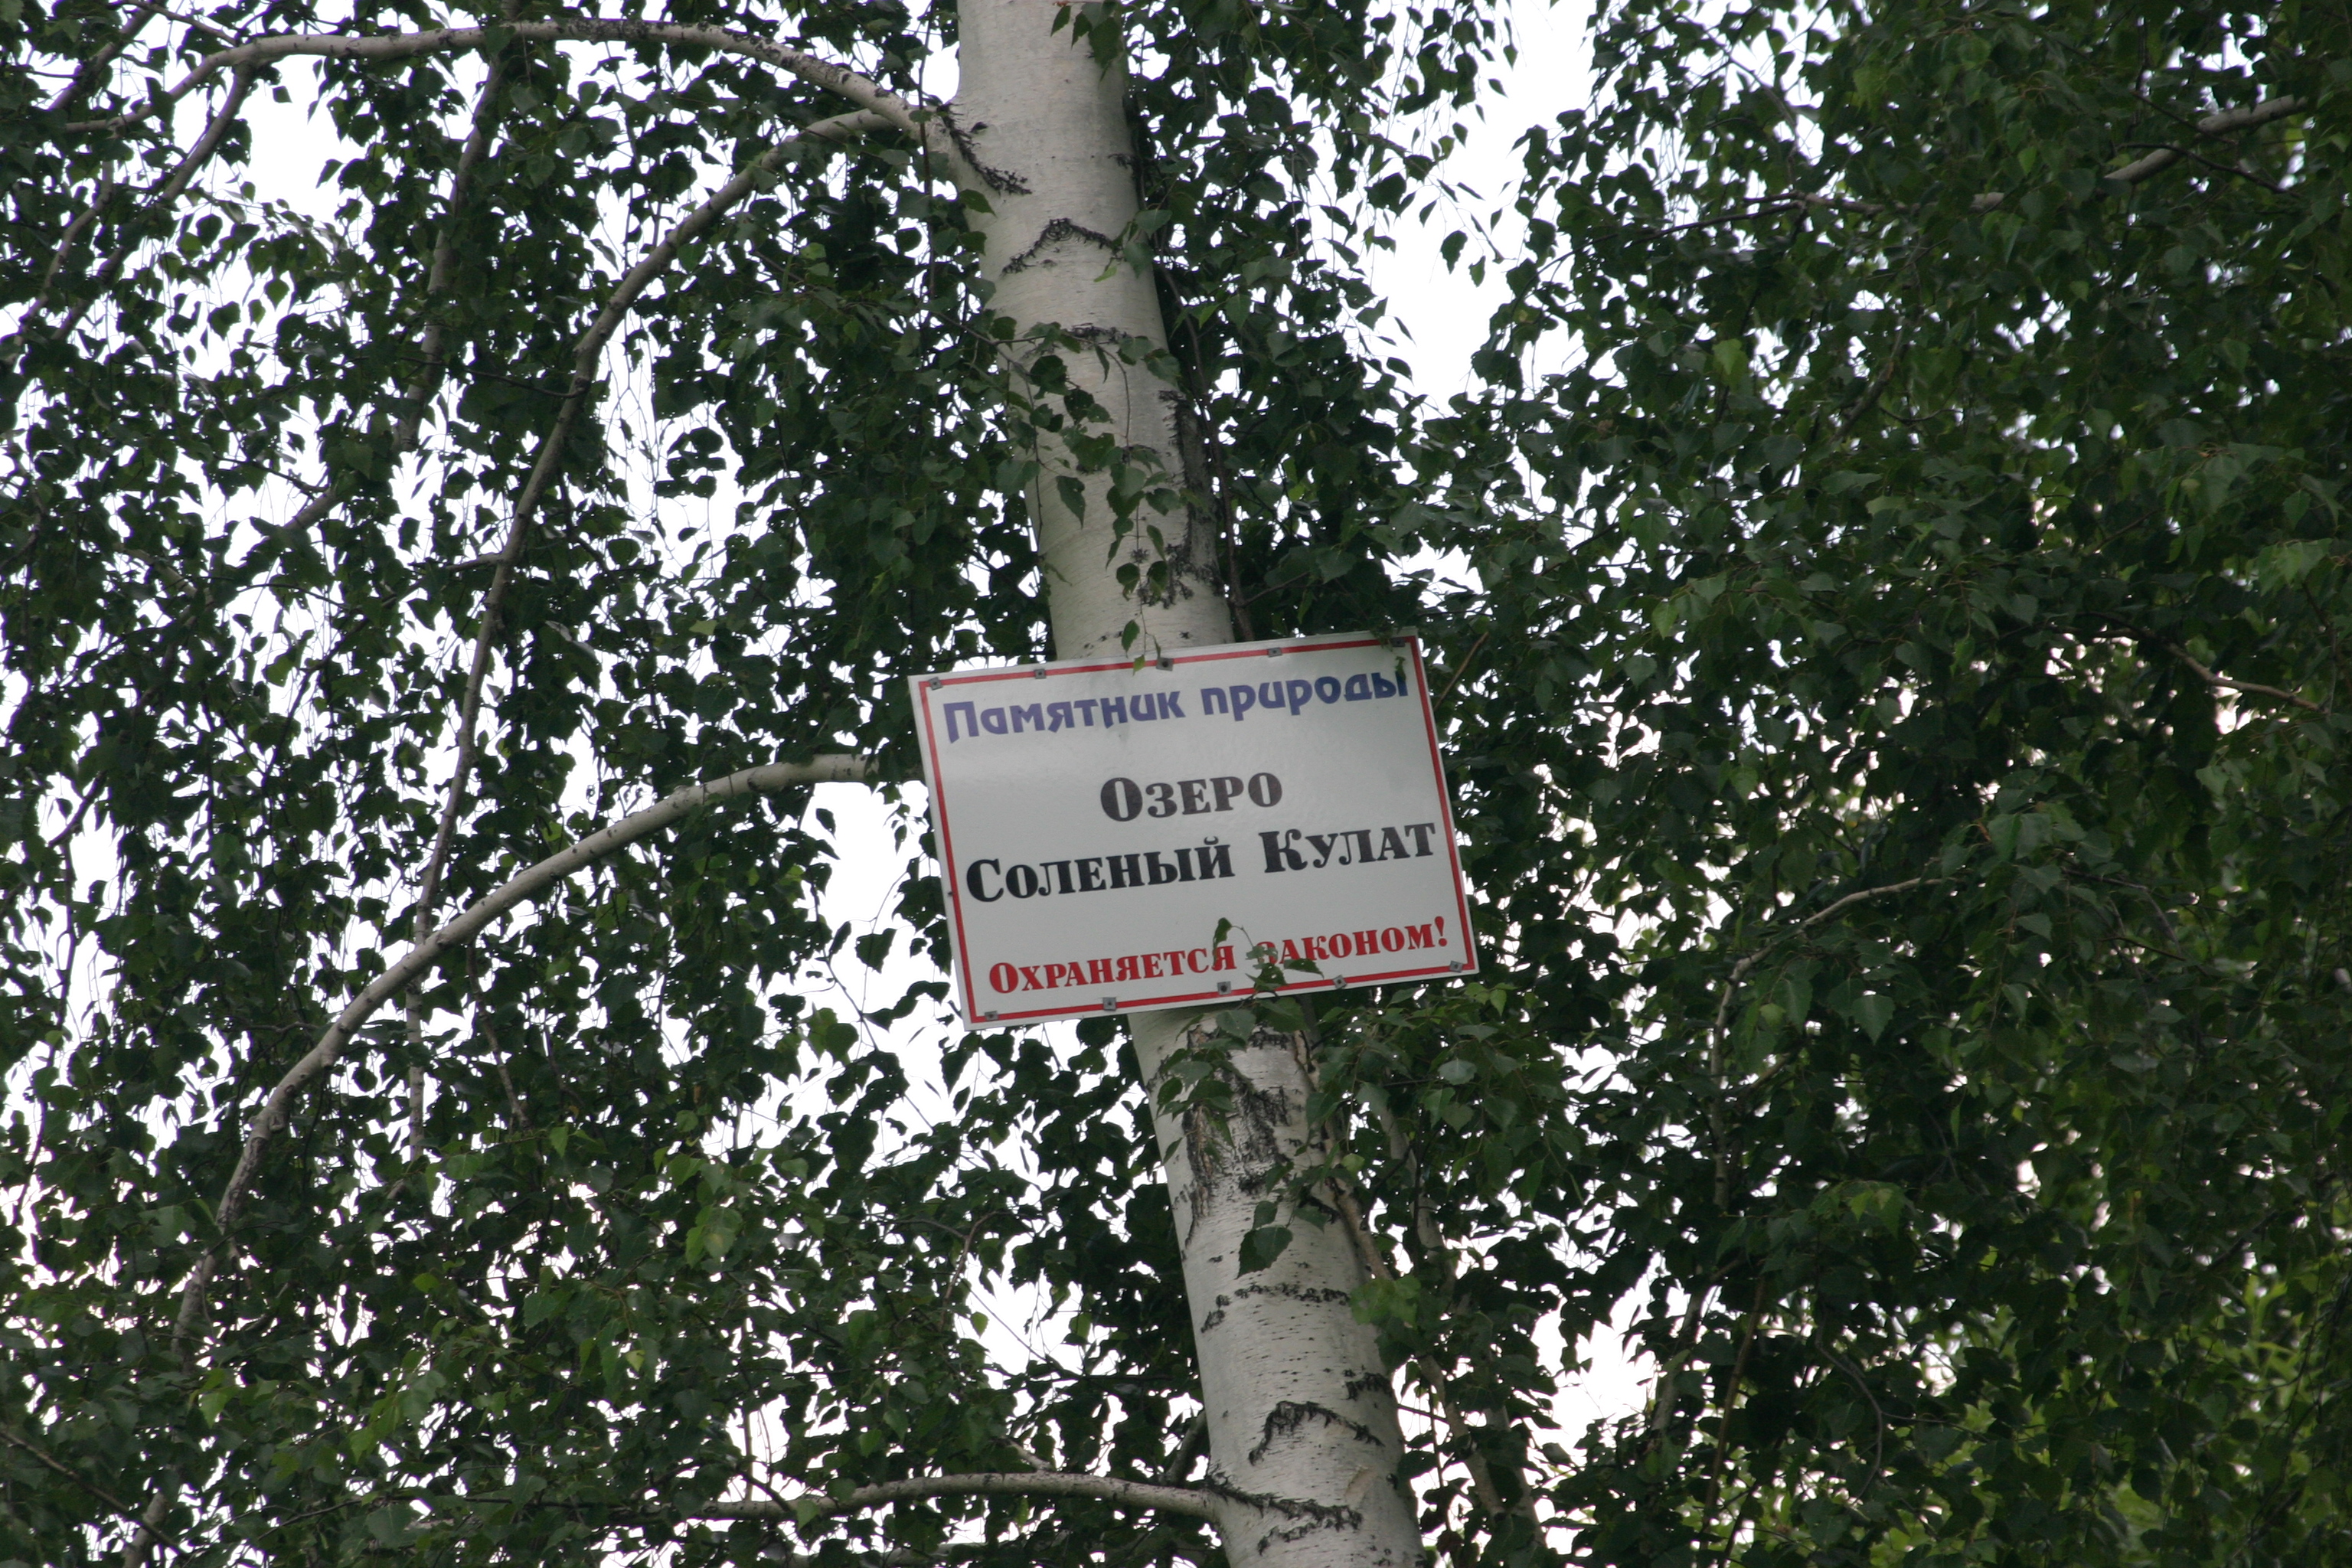 Памятник природы
Озеро
Соленый Кулат
Охраняется законом!